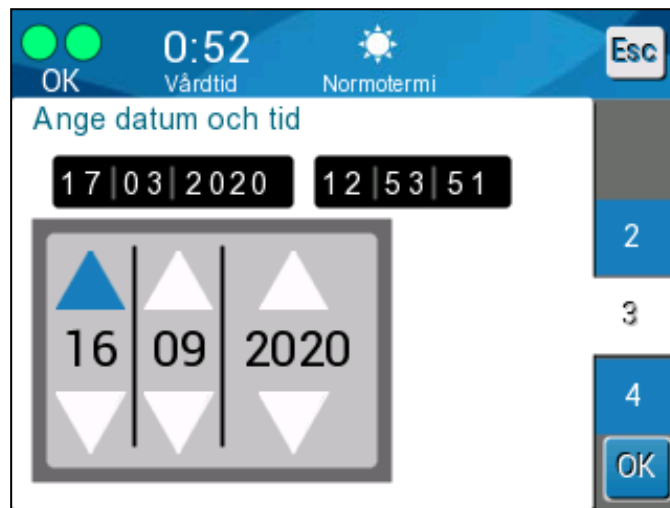 OK
0:52
Vårdtid
Normotermi
Esc
Ange datum och tid
17|03|2020
12|53|51
16
09
2020
2
3
4
OK